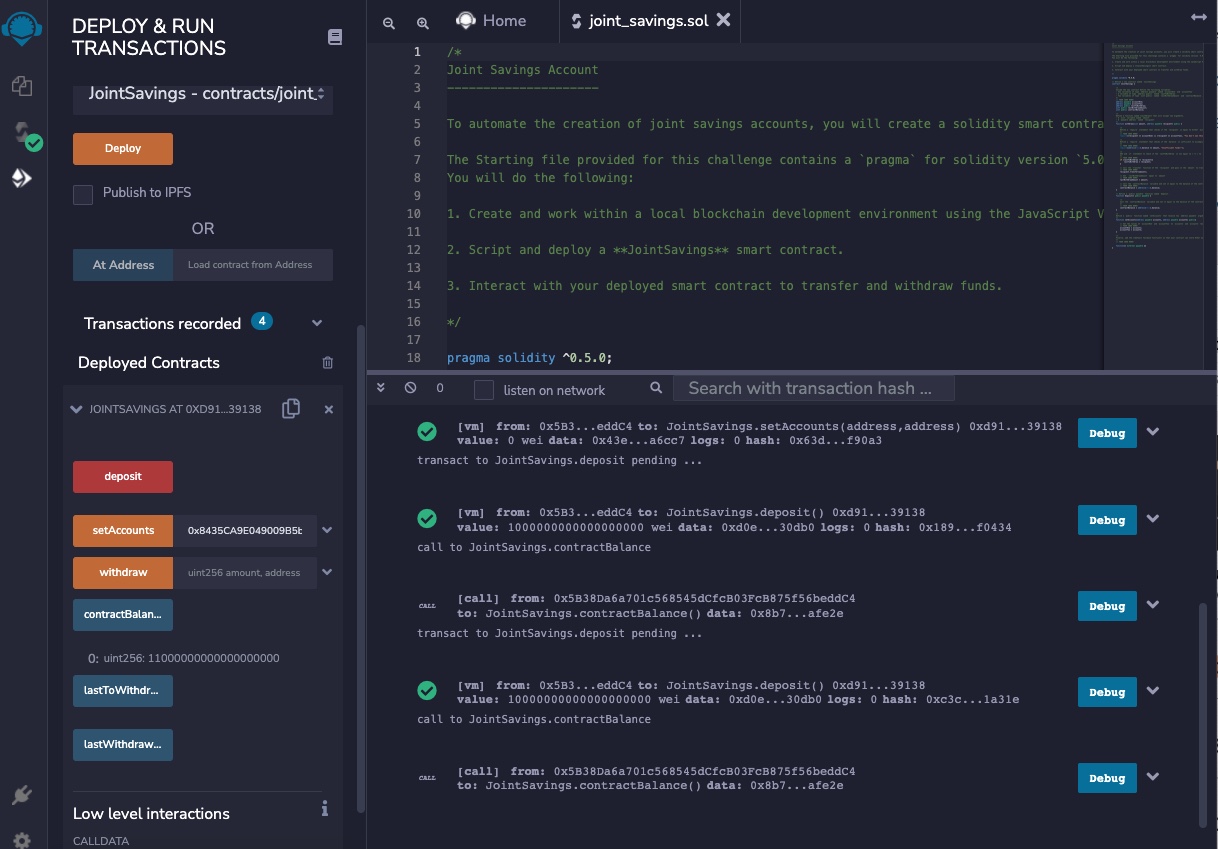 DEPLOY & RUN
TRANSACTIONS
JointSavings - contracts/joint_
Deploy
Publish to IPFS
OR
At Address
Load contract from Address
Transactions recorded 4
Deployed Contracts
JOINTSAVINGS AT 0XD91...39138
deposit
setAccounts
0x8435CA9E049009B5b
withdraw
uint256 amount, address
contractBalan...
0: uint256: 11000000000000000000
lastToWithdr...
lastWithdraw...
Low level interactions
CALLDATA
Home
joint_savings.sol
1 /*
2 Joint Savings Account
3 ---------------------
4
5 To automate the creation of joint savings accounts, you will create a solidity smart contra
6
7 The Starting file provided for this challenge contains a `pragma` for solidity version `5.0
8 You will do the following:
9
10 1. Create and work within a local blockchain development environment using the JavaScript V
11
12 2. Script and deploy a **JointSavings** smart contract.
13
14 3. Interact with your deployed smart contract to transfer and withdraw funds.
15
16 */
17
18 pragma solidity ^0.5.0;
0
listen on network
Search with transaction hash ...
[vm] from: 0x5B3...eddC4 to: JointSavings.setAccounts(address,address) 0xd91...39138
value: 0 wei data: 0x43e...a6cc7 logs: 0 hash: 0x63d...f90a3
Debug
transact to JointSavings.deposit pending ...
[vm] from: 0x5B3...eddC4 to: JointSavings.deposit() 0xd91...39138
value: 1000000000000000000 wei data: 0xd0e...30db0 logs: 0 hash: 0x189...f0434
Debug
call to JointSavings.contractBalance
CALL
[call] from: 0x5B38Da6a701c568545dCfcB03FcB875f56beddC4
to: JointSavings.contractBalance() data: 0x8b7...afe2e
Debug
transact to JointSavings.deposit pending ...
[vm] from: 0x5B3...eddC4 to: JointSavings.deposit() 0xd91...39138
value: 10000000000000000000 wei data: 0xd0e...30db0 logs: 0 hash: 0xc3c...1a31e
Debug
call to JointSavings.contractBalance
CALL
[call] from: 0x5B38Da6a701c568545dCfcB03FcB875f56beddC4
to: JointSavings.contractBalance() data: 0x8b7...afe2e
Debug